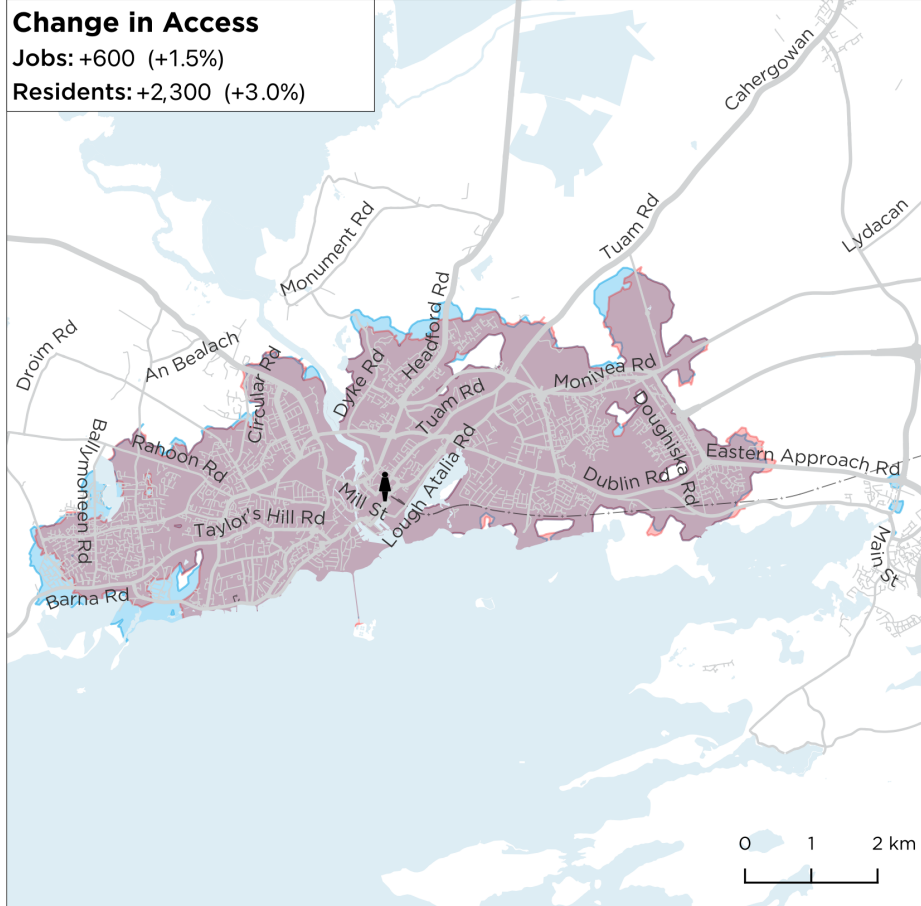 Change in Access
Jobs: +600 (+1.5%)
Residents: +2,300 (+3.0%)
Cahergowan
Lydacan
Tuam Rd
Monument Rd
Headford Rd
Droim Rd
An Bealach
Circular Rd
Dyke Rd
Tuam Rd
Monivea Rd
Doughiska Rd
Ballymoneen Rd
Rahoon Rd
Eastern Approach Rd
Lough Atalia Rd
Dublin Rd
Mill St
Taylor's Hill Rd
Main St
Barna Rd
0 1 2 km